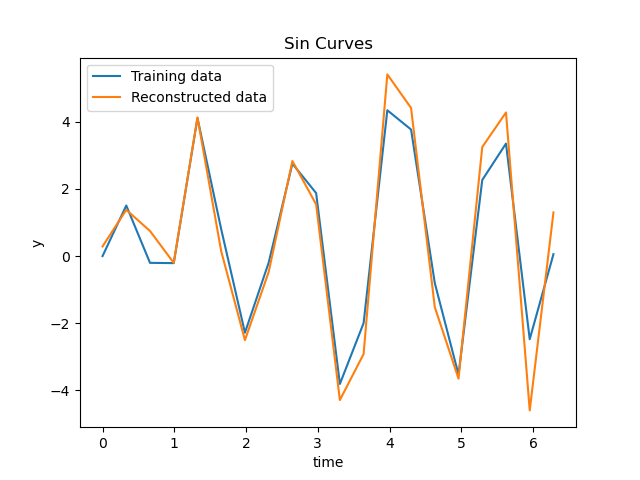 Sin Curves
Training data
Reconstructed data
4
2
0
−2
−4
y
0 1 2 3 4 5 6
time